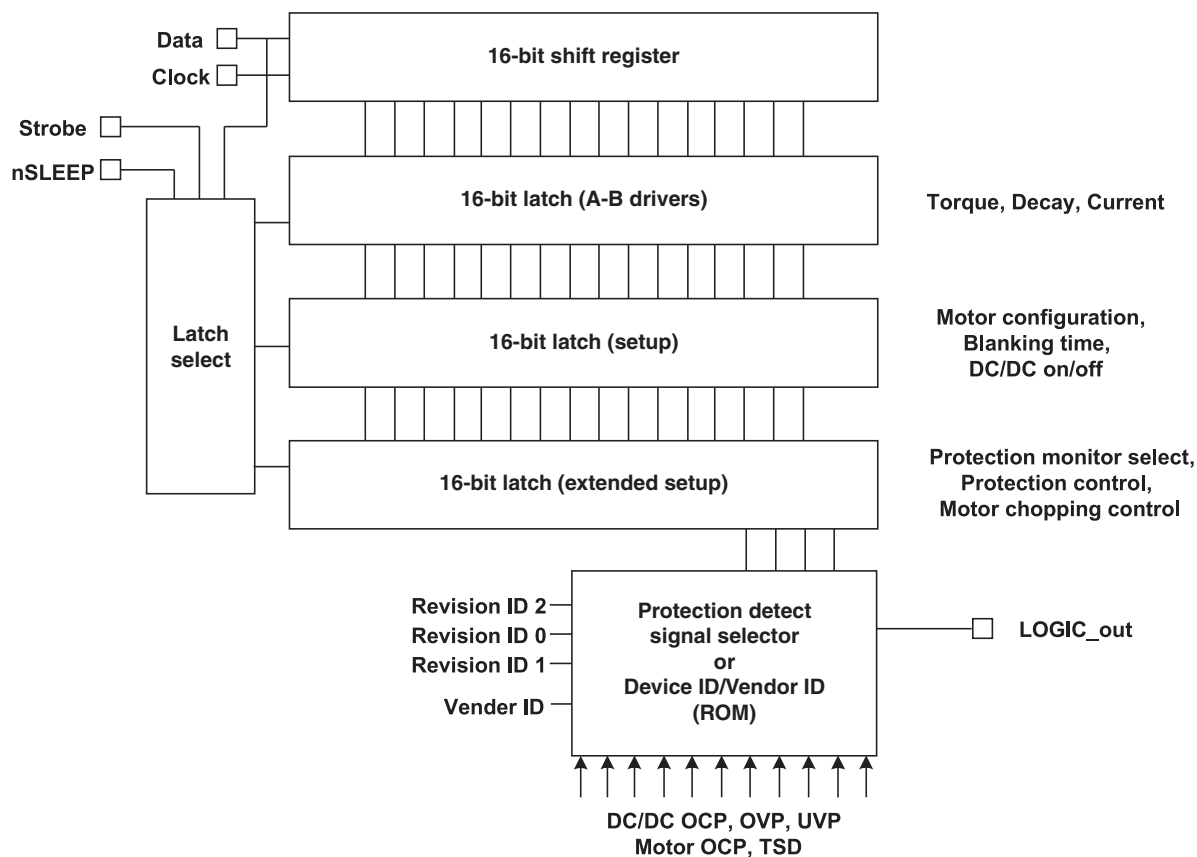 Data
Clock
16-bit shift register
Strobe
nSLEEP
16-bit latch (A-B drivers)
Torque, Decay, Current
Latch
select
16-bit latch (setup)
Motor configuration,
Blanking time,
DC/DC on/off
16-bit latch (extended setup)
Protection monitor select,
Protection control,
Motor chopping control
Revision ID 2
Revision ID 0
Revision ID 1
Vender ID
Protection detect
signal selector
or
Device ID/Vendor ID
(ROM)
LOGIC_out
DC/DC OCP, OVP, UVP
Motor OCP, TSD